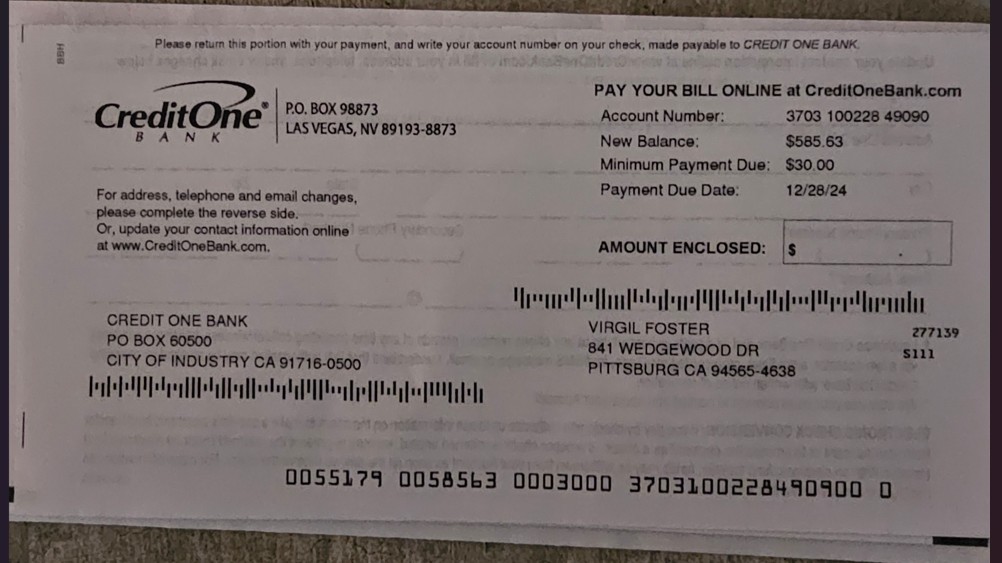 HBB
Please return this portion with your payment, and write your account number on your check, made payable to CREDIT ONE BANK.
CreditOne®
BANK
P.O. BOX 98873
LAS VEGAS, NV 89193-8873
PAY YOUR BILL ONLINE at CreditOneBank.com
Account Number: 3703 100228 49090
New Balance: $585.63
Minimum Payment Due: $30.00
Payment Due Date: 12/28/24
For address, telephone and email changes,
please complete the reverse side.
Or, update your contact information online
at www.CreditOneBank.com.
AMOUNT ENCLOSED: $ .
CREDIT ONE BANK
PO BOX 60500
CITY OF INDUSTRY CA 91716-0500
VIRGIL FOSTER
841 WEDGEWOOD DR
PITTSBURG CA 94565-4638
277139
S111
0055179 0058563 0003000 3703100228490900 0